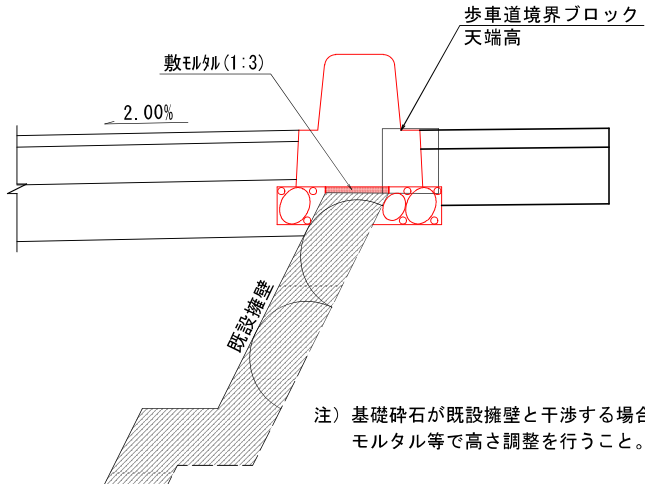 歩車道境界ブロック
天端高
敷ﾓﾙﾀﾙ(1:3)
2.00%
既設擁壁
注) 基礎砕石が既設擁壁と干渉する場合
モルタル等で高さ調整を行うこと。